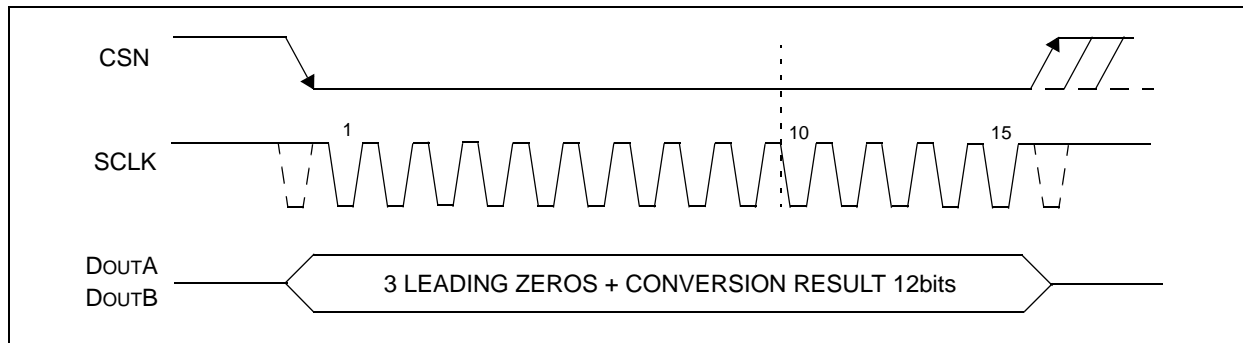 CSN
1
10
15
SCLK
DOUTA
DOUTB
3 LEADING ZEROS + CONVERSION RESULT 12bits